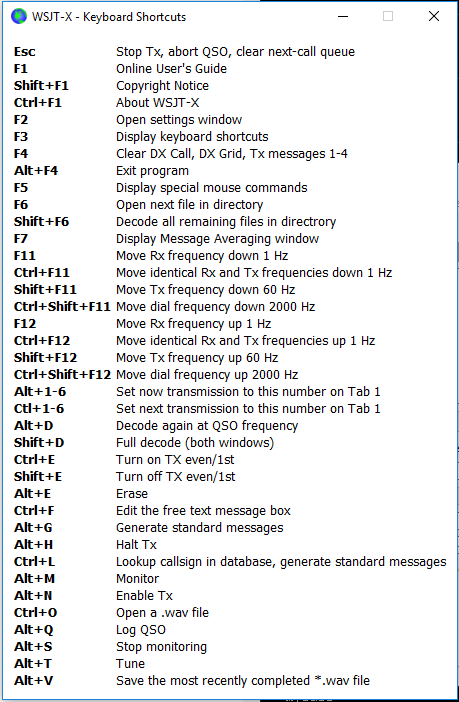 WSJT-X - Keyboard Shortcuts
Esc Stop Tx, abort QSO, clear next-call queue
F1 Online User's Guide
Shift+F1 Copyright Notice
Ctrl+F1 About WSJT-X
F2 Open settings window
F3 Display keyboard shortcuts
F4 Clear DX Call, DX Grid, Tx messages 1-4
Alt+F4 Exit program
F5 Display special mouse commands
F6 Open next file in directory
Shift+F6 Decode all remaining files in directrory
F7 Display Message Averaging window
F11 Move Rx frequency down 1 Hz
Ctrl+F11 Move identical Rx and Tx frequencies down 1 Hz
Shift+F11 Move Tx frequency down 60 Hz
Ctrl+Shift+F11 Move dial frequency down 2000 Hz
F12 Move Rx frequency up 1 Hz
Ctrl+F12 Move identical Rx and Tx frequencies up 1 Hz
Shift+F12 Move Tx frequency up 60 Hz
Ctrl+Shift+F12 Move dial frequency up 2000 Hz
Alt+1-6 Set now transmission to this number on Tab 1
Ctl+1-6 Set next transmission to this number on Tab 1
Alt+D Decode again at QSO frequency
Shift+D Full decode (both windows)
Ctrl+E Turn on TX even/1st
Shift+E Turn off TX even/1st
Alt+E Erase
Ctrl+F Edit the free text message box
Alt+G Generate standard messages
Alt+H Halt Tx
Ctrl+L Lookup callsign in database, generate standard messages
Alt+M Monitor
Alt+N Enable Tx
Ctrl+O Open a .wav file
Alt+Q Log QSO
Alt+S Stop monitoring
Alt+T Tune
Alt+V Save the most recently completed *.wav file